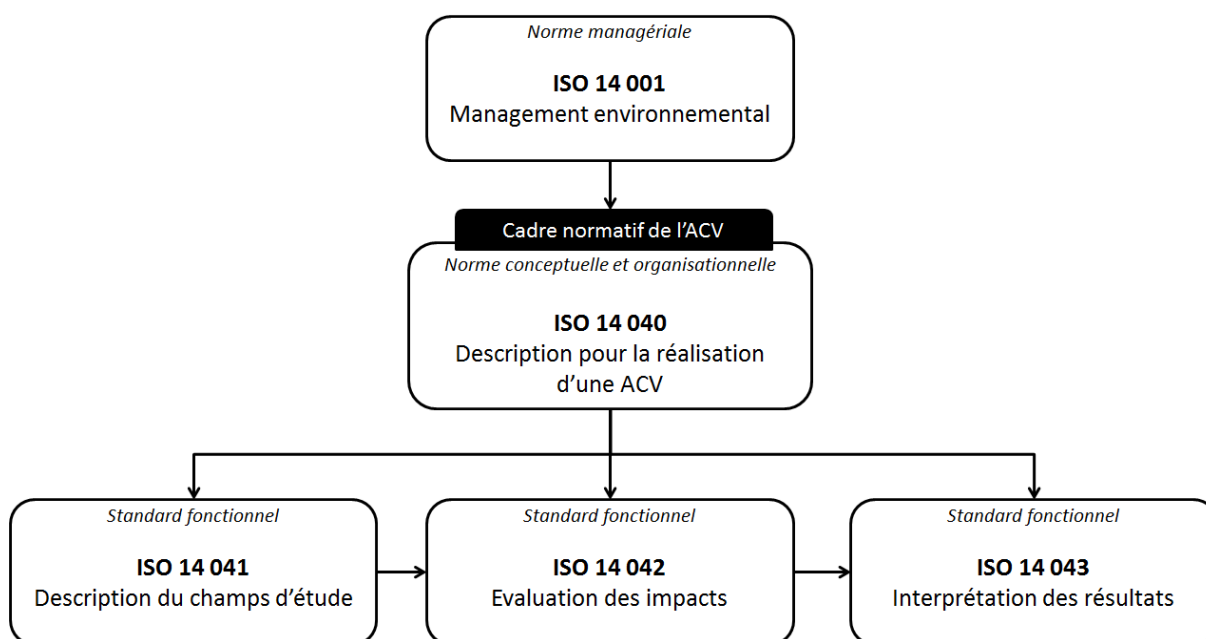 Norme managériale
ISO 14 001
Management environnemental
Cadre normatif de l'ACV
Norme conceptuelle et organisationnelle
ISO 14 040
Description pour la réalisation
d'une ACV
Standard fonctionnel
ISO 14 041
Description du champs d'étude
Standard fonctionnel
ISO 14 042
Evaluation des impacts
Standard fonctionnel
ISO 14 043
Interprétation des résultats